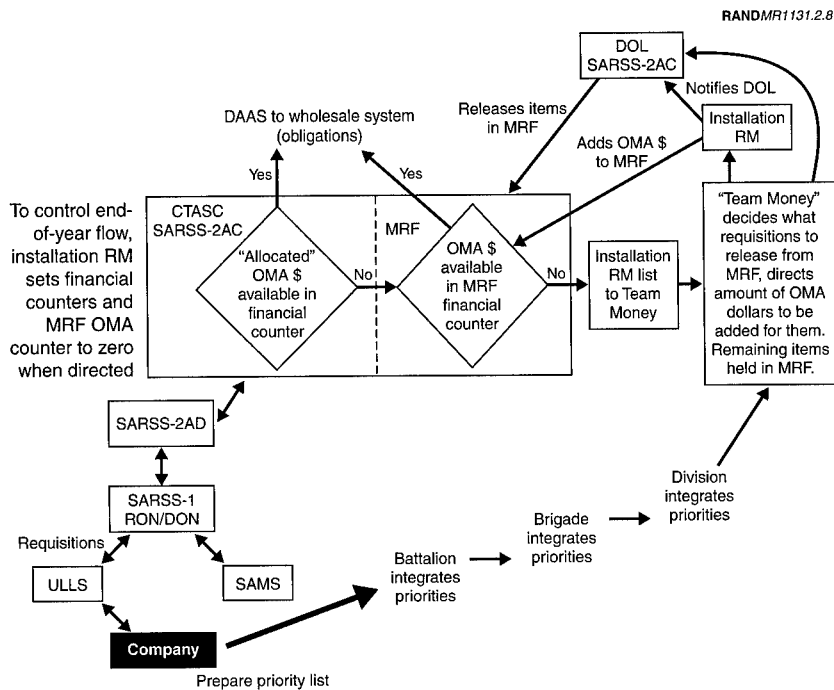 RANDMR1131.2.8
DOL
SARSS-2AC
Notifies DOL
Releases items
in MRF
Installation
RM
DAAS to wholesale system
(obligations)
Adds OMA $
to MRF
Yes
Yes
To control end-
of-year flow,
installation RM
sets financial
counters and
MRF OMA
counter to zero
when directed
CTASC
SARSS-2AC
"Allocated"
OMA $
available in
financial
counter
No
MRF
OMA $
available
in MRF
financial
counter
No
Installation
RM list
to Team
Money
"Team Money"
decides what
requisitions to
release from
MRF, directs
amount of OMA
dollars to be
added for them.
Remaining items
held in MRF.
SARSS-2AD
SARSS-1
RON/DON
Requisitions
ULLS
SAMS
Company
Prepare priority list
Battalion
integrates
priorities
Brigade
integrates
priorities
Division
integrates
priorities